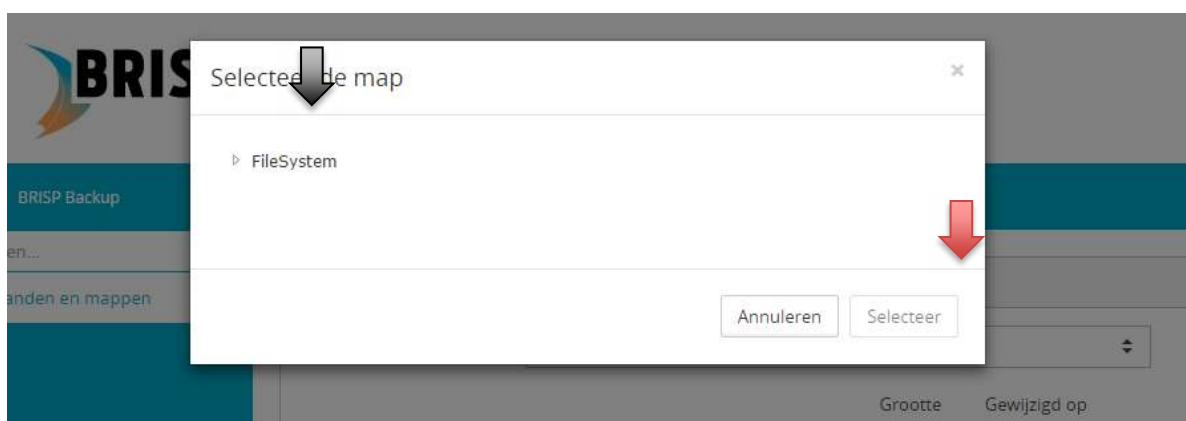 BRIS
Selecteer de map
×
FileSystem
BRISP Backup
en...
anden en mappen
Annuleren
Selecteer
Grootte
Gewijzigd op